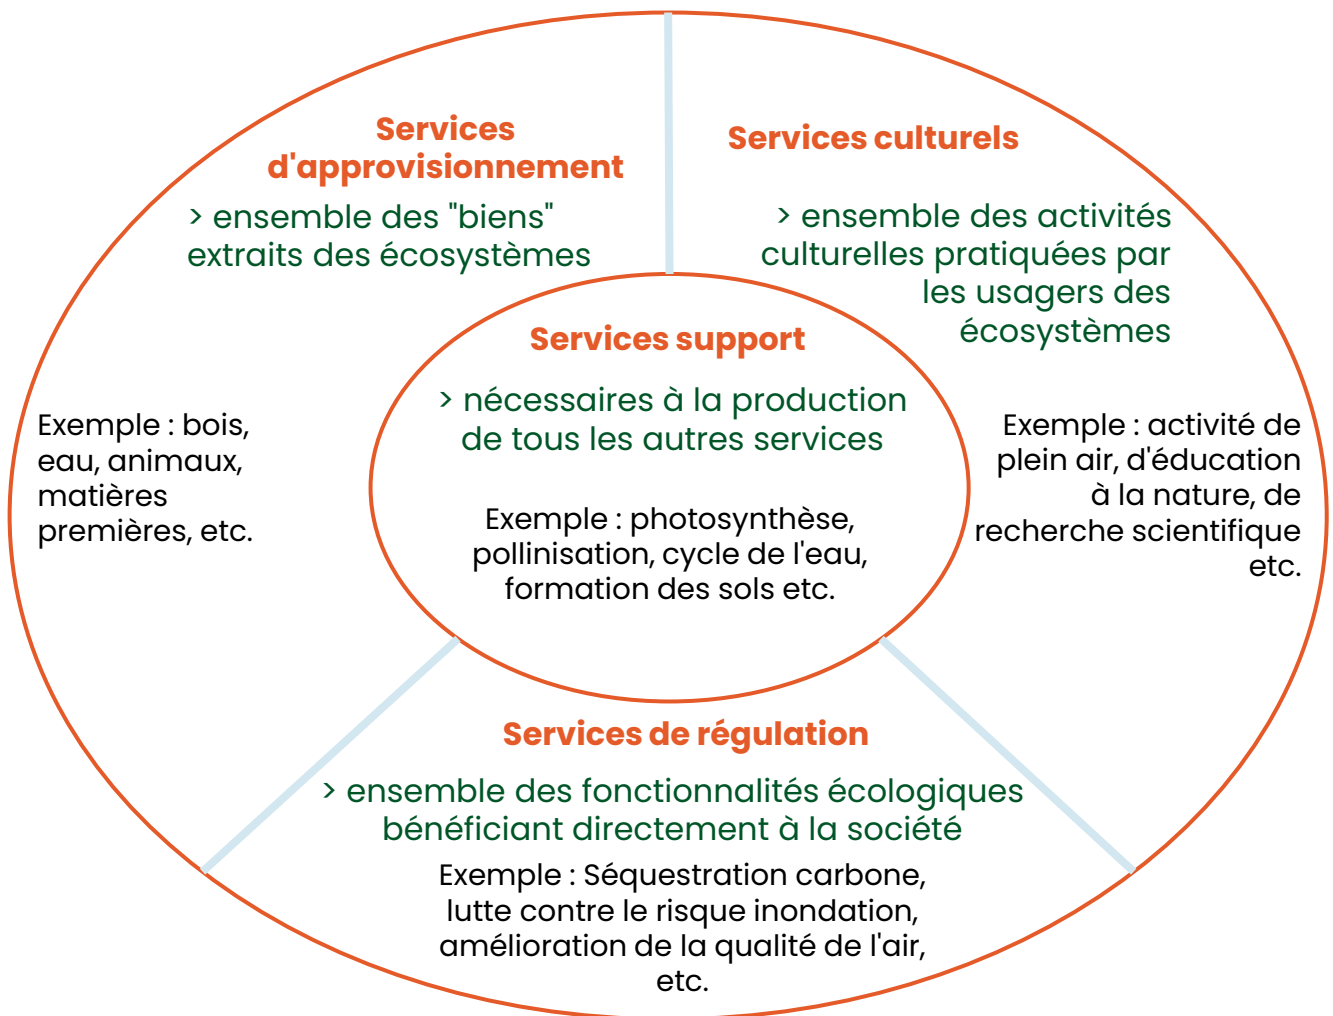 Services
d'approvisionnement
> ensemble des "biens"
extraits des écosystèmes
Exemple : bois,
eau, animaux,
matières
premières, etc.
Services culturels
> ensemble des activités
culturelles pratiquées par
les usagers des
écosystèmes
Exemple : activité de
plein air, d'éducation
à la nature, de
recherche scientifique
etc.
Services support
> nécessaires à la production
de tous les autres services
Exemple : photosynthèse,
pollinisation, cycle de l'eau,
formation des sols etc.
Services de régulation
> ensemble des fonctionnalités écologiques
bénéficiant directement à la société
Exemple : Séquestration carbone,
lutte contre le risque inondation,
amélioration de la qualité de l'air,
etc.